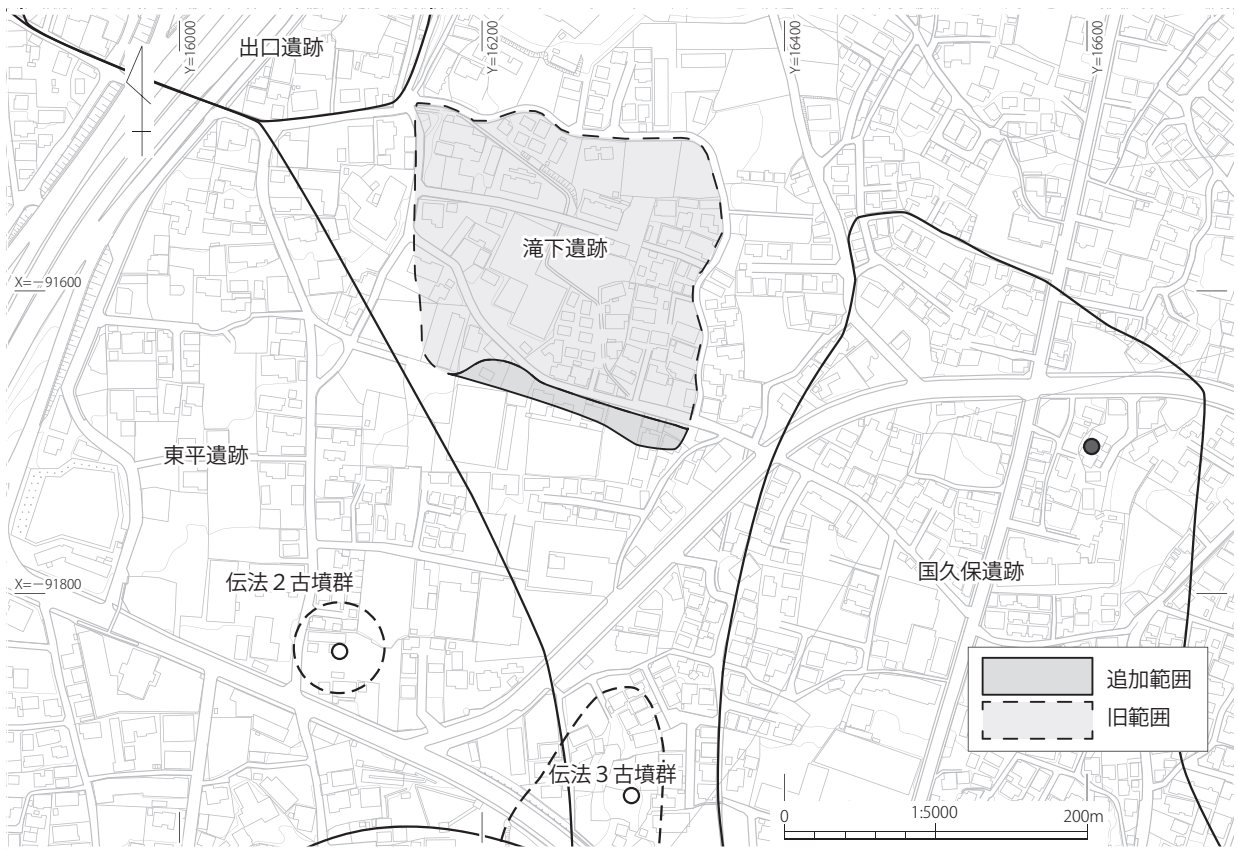 出口遺跡
Y=16000
Y=16200
Y=16400
Y=16600
滝下遺跡
X=－91600
東平遺跡
国久保遺跡
伝法２古墳群
X=－91800
追加範囲
旧範囲
伝法３古墳群
0
1:5000
200m